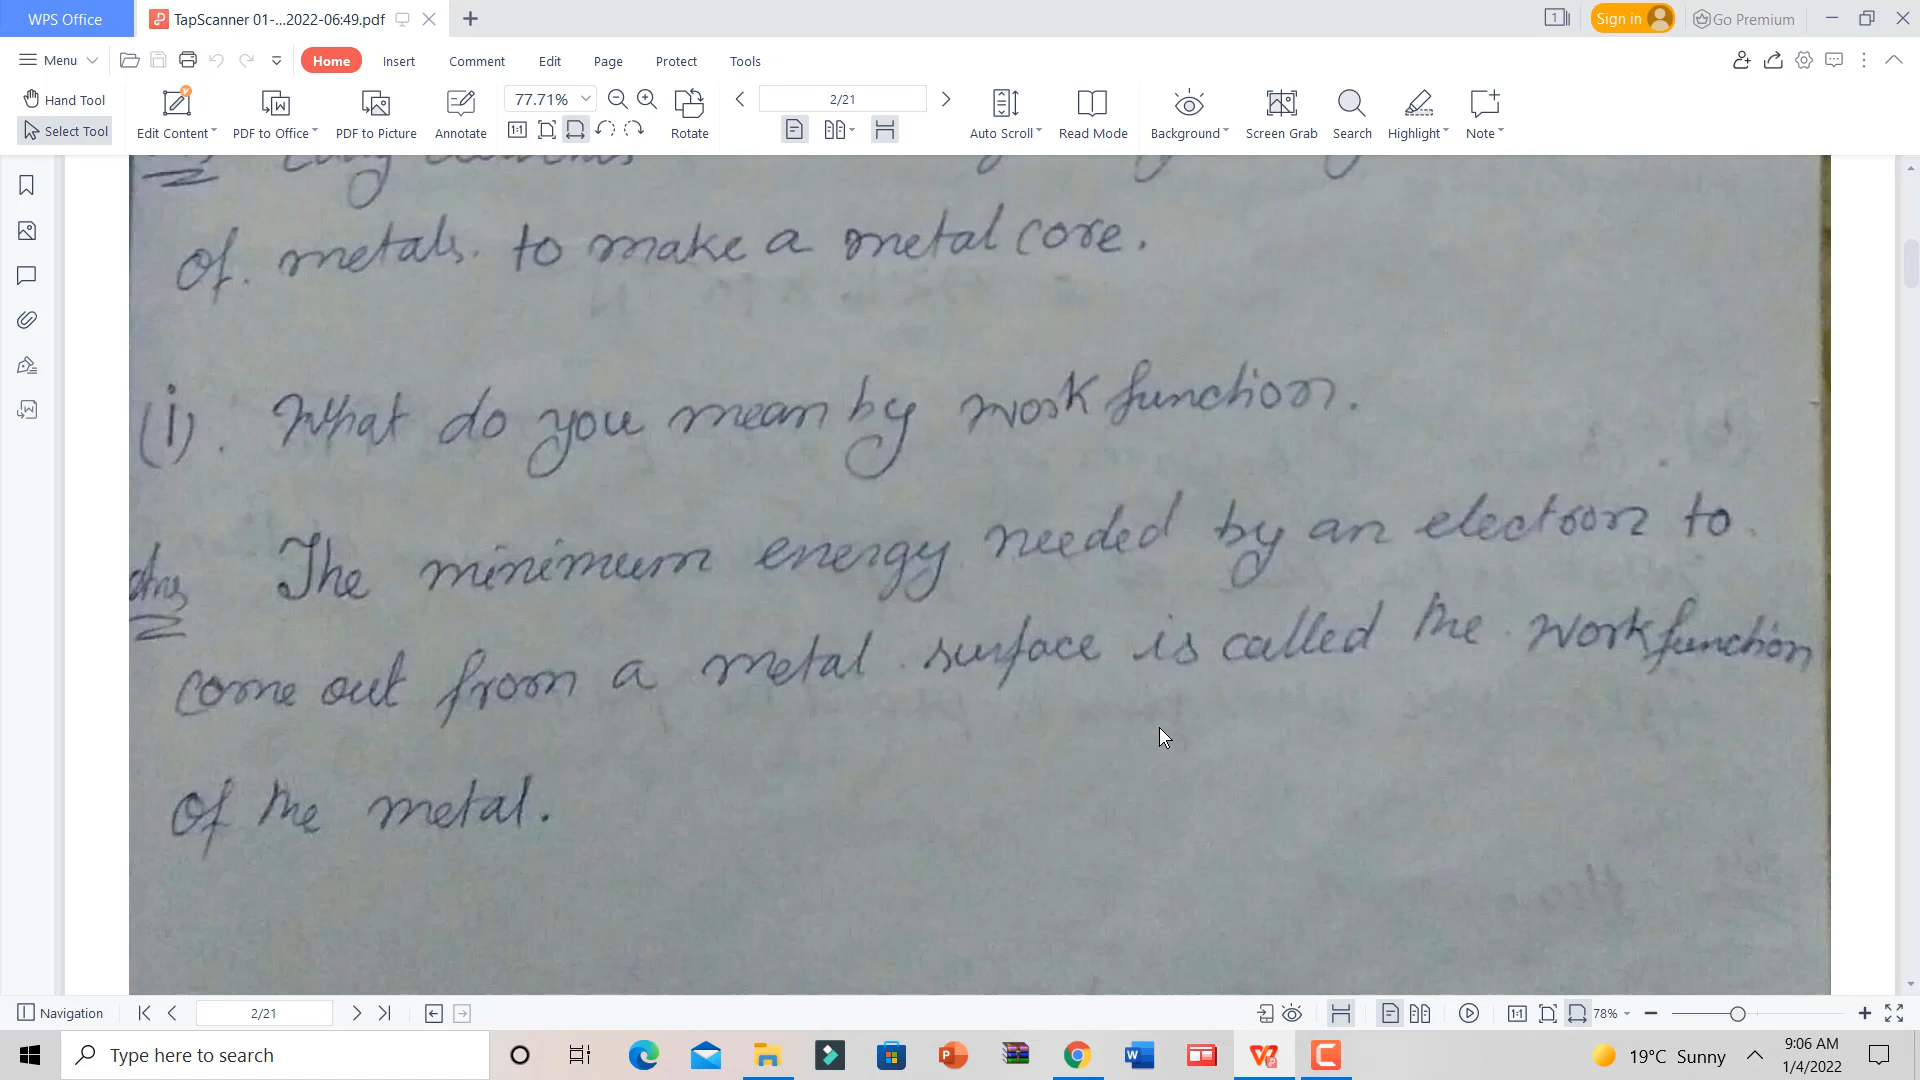 WPS Office
TapScanner 01-...2022-06:49.pdf
1
Sign in
Go Premium
Menu
Home
Insert
Comment
Edit
Page
Protect
Tools
Hand Tool
Select Tool
Edit Content
PDF to Office
PDF to Picture
Annotate
77.71%
Rotate
2/21
Auto Scroll
Read Mode
Background
Screen Grab
Search
Highlight
Note
of. metals. to make a metal core.
(i). What do you mean by work function.
Ans The minimum energy needed by an electron to
come out from a metal surface is called the work function
of the metal.
Navigation
2/21
78%
Type here to search
19°C Sunny
9:06 AM
1/4/2022